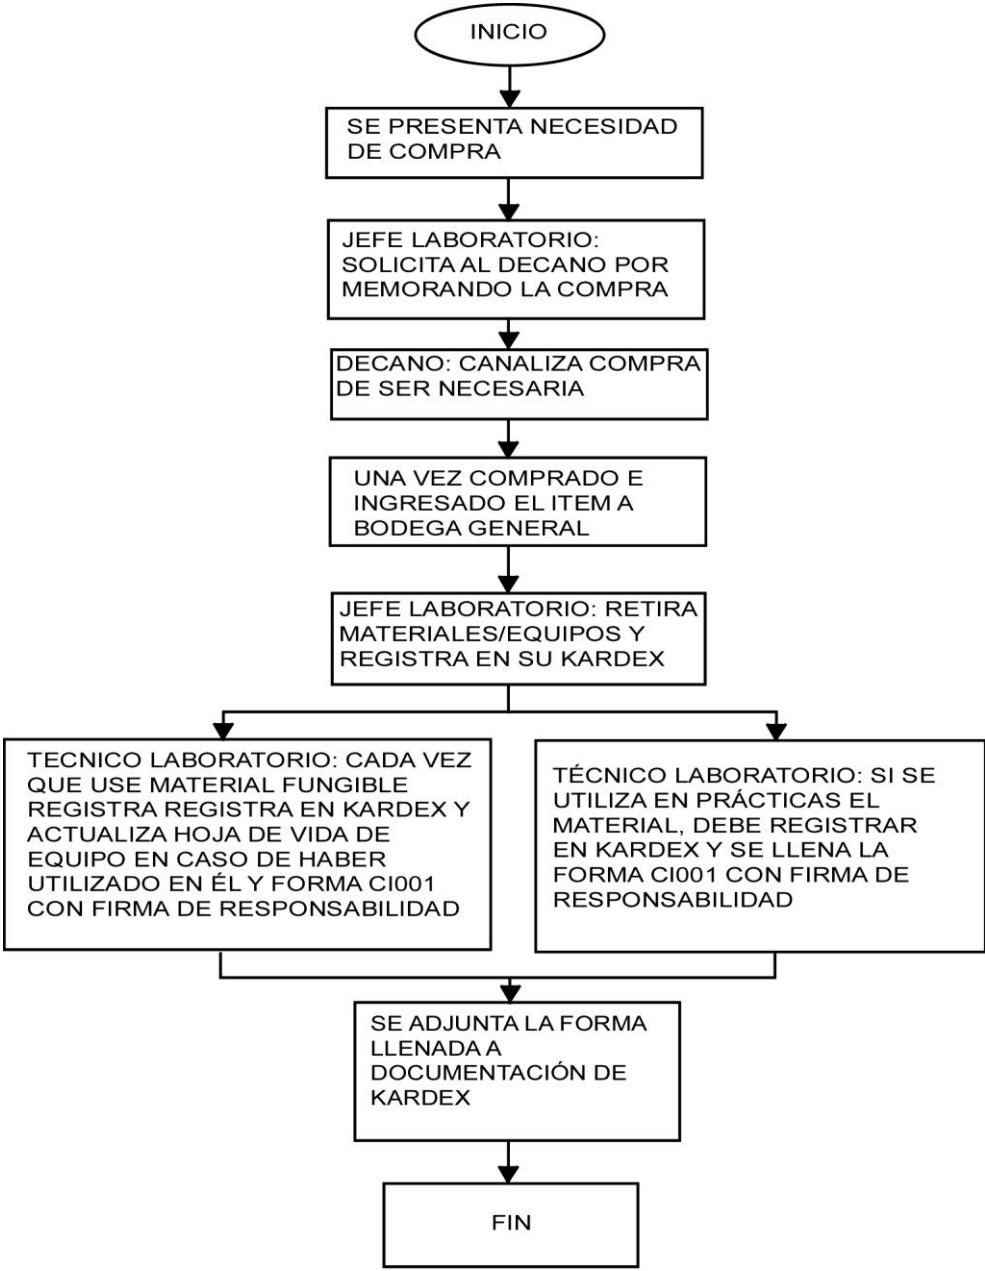 INICIO
SE PRESENTA NECESIDAD
DE COMPRA
JEFE LABORATORIO:
SOLICITA AL DECANO POR
MEMORANDO LA COMPRA
DECANO: CANALIZA COMPRA
DE SER NECESARIA
UNA VEZ COMPRADO E
INGRESADO EL ITEM A
BODEGA GENERAL
JEFE LABORATORIO: RETIRA
MATERIALES/EQUIPOS Y
REGISTRA EN SU KARDEX
TECNICO LABORATORIO: CADA VEZ
QUE USE MATERIAL FUNGIBLE
REGISTRA REGISTRA EN KARDEX Y
ACTUALIZA HOJA DE VIDA DE
EQUIPO EN CASO DE HABER
UTILIZADO EN ÉL Y FORMA CI001
CON FIRMA DE RESPONSABILIDAD
TÉCNICO LABORATORIO: SI SE
UTILIZA EN PRÁCTICAS EL
MATERIAL, DEBE REGISTRAR
EN KARDEX Y SE LLENA LA
FORMA CI001 CON FIRMA DE
RESPONSABILIDAD
SE ADJUNTA LA FORMA
LLENADA A
DOCUMENTACIÓN DE
KARDEX
FIN